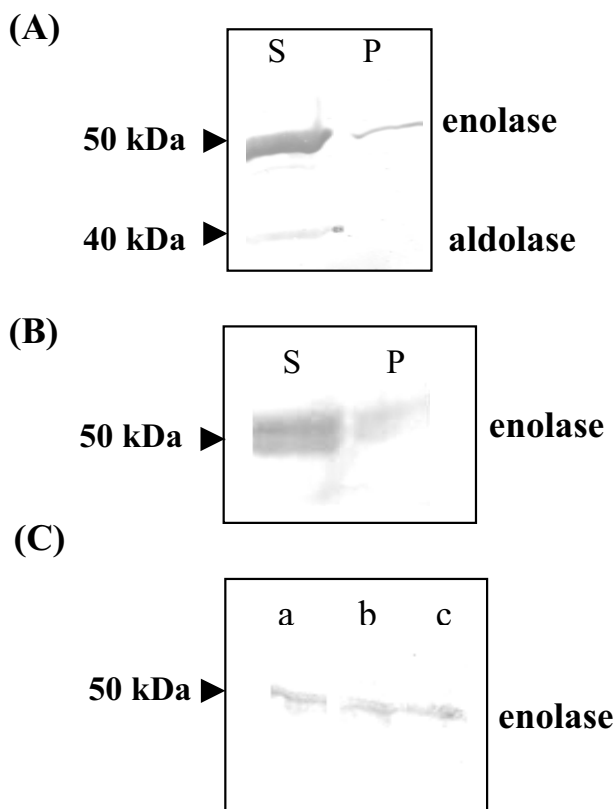 (A)
S P
50 kDa enolase
40 kDa aldolase
(B)
S P
50 kDa enolase
(C)
a b c
50 kDa enolase